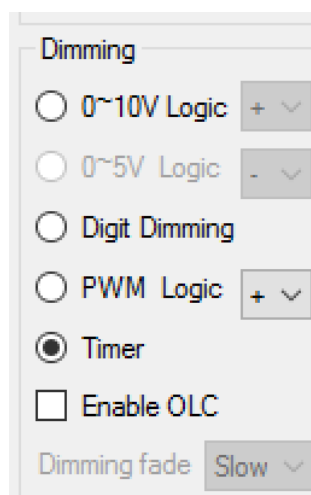 Dimming
0~10V Logic +
0~5V Logic -
Digit Dimming
PWM Logic +
Timer
Enable OLC
Dimming fade Slow